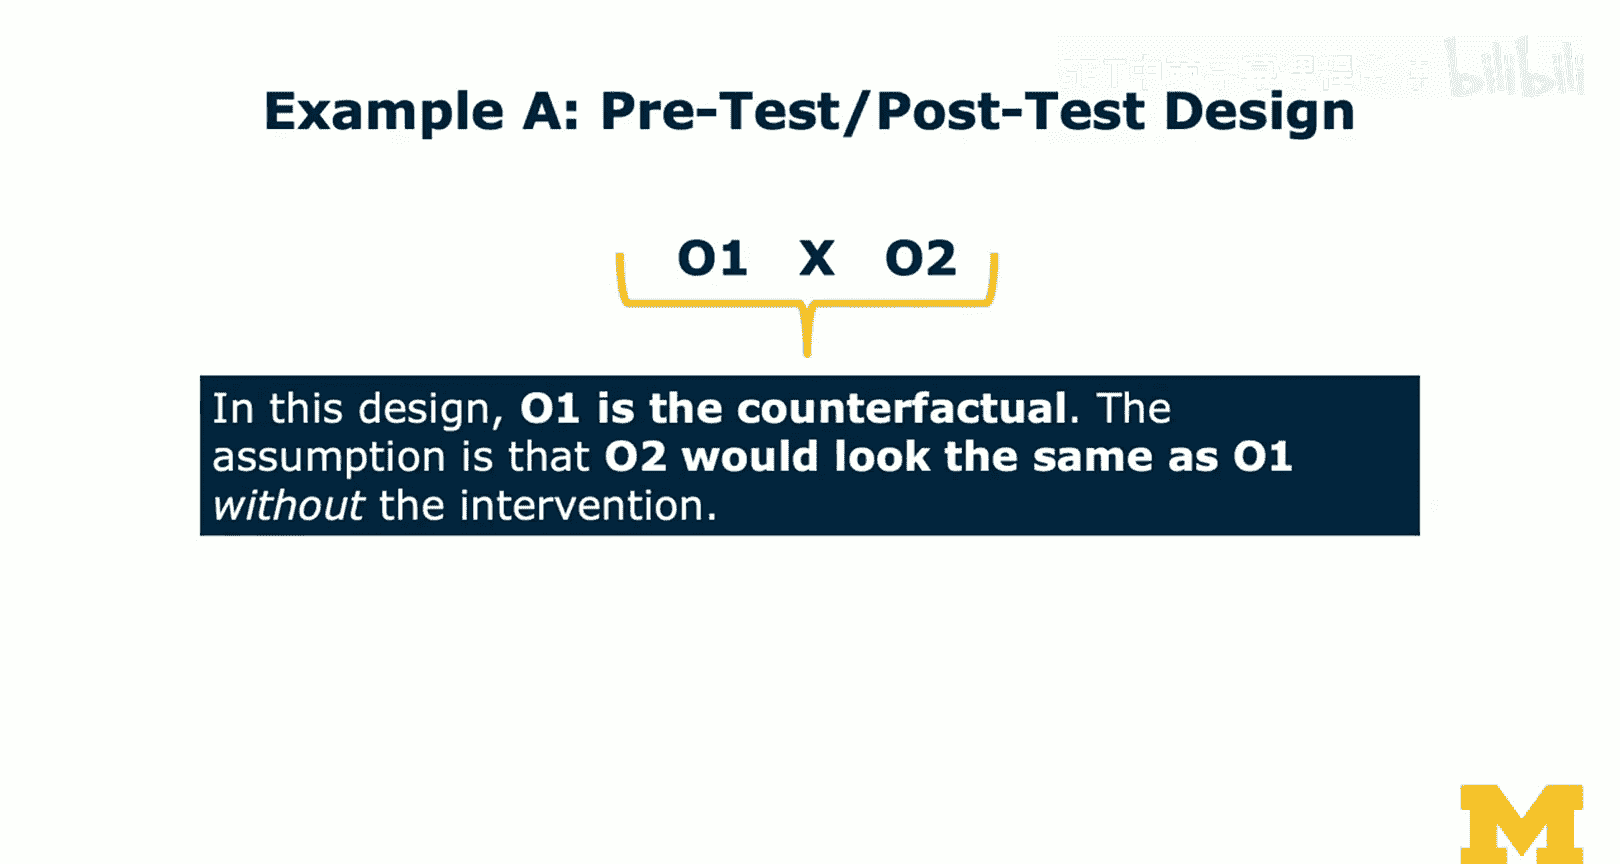 bilibili
Example A: Pre-Test/Post-Test Design
O1 X O2
In this design, O1 is the counterfactual. The
assumption is that O2 would look the same as O1
without the intervention.
M